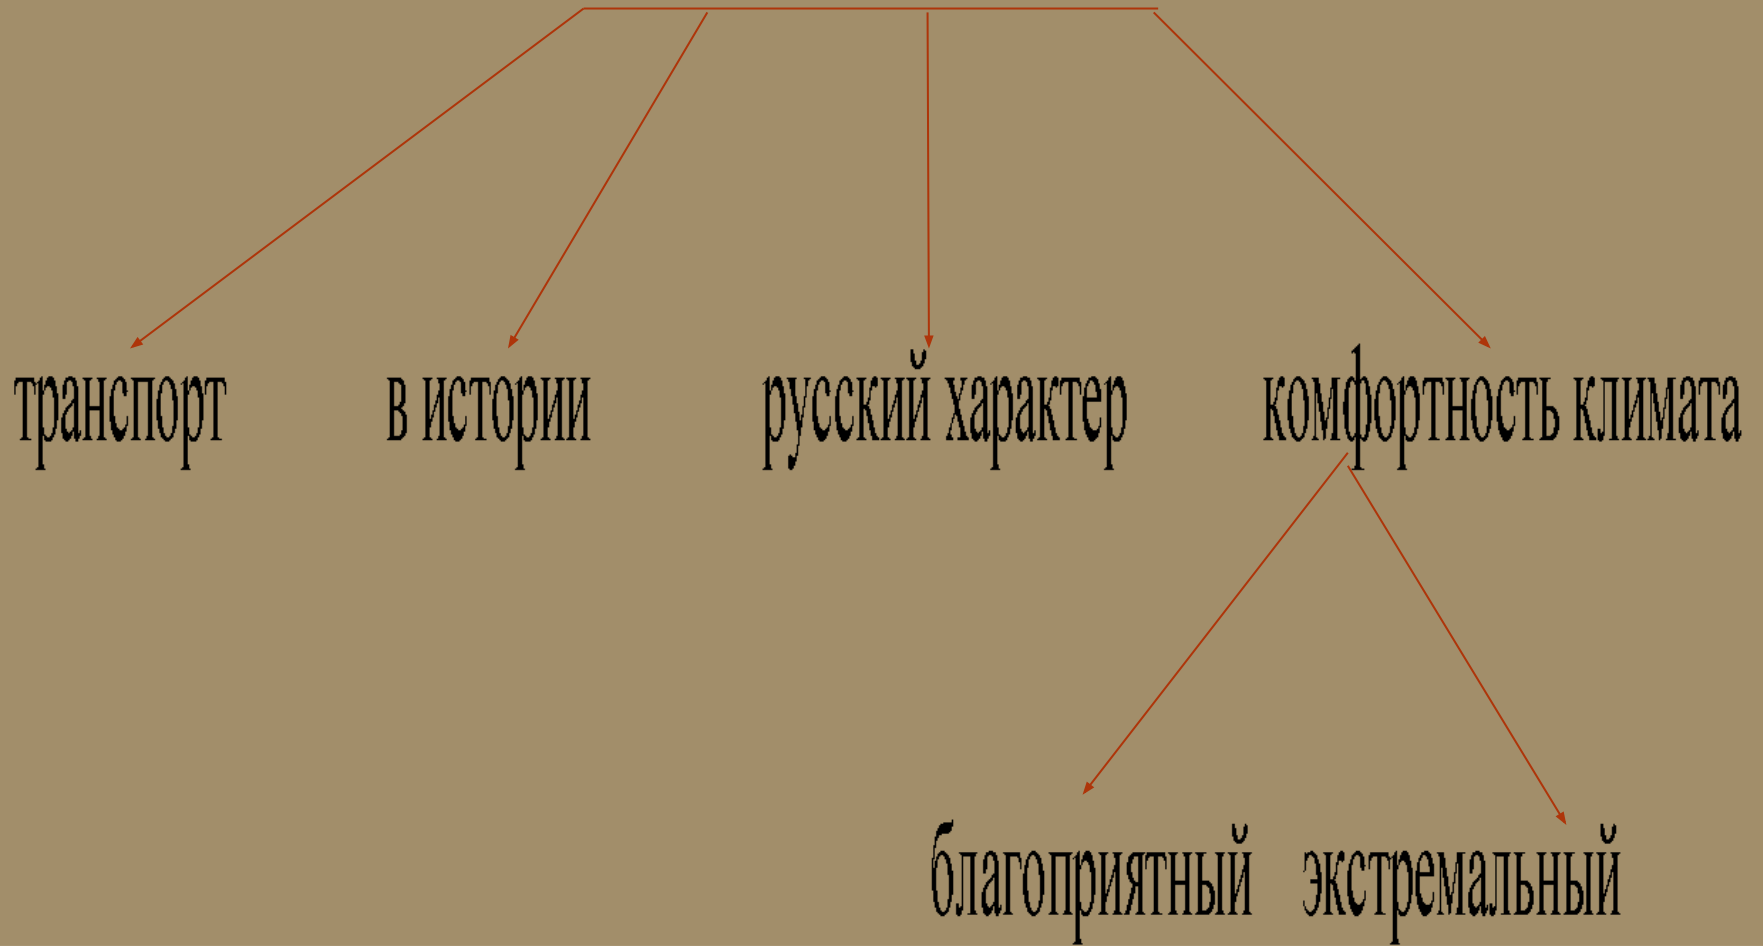 транспорт в истории русский характер комфортность климата
благоприятный экстремальный